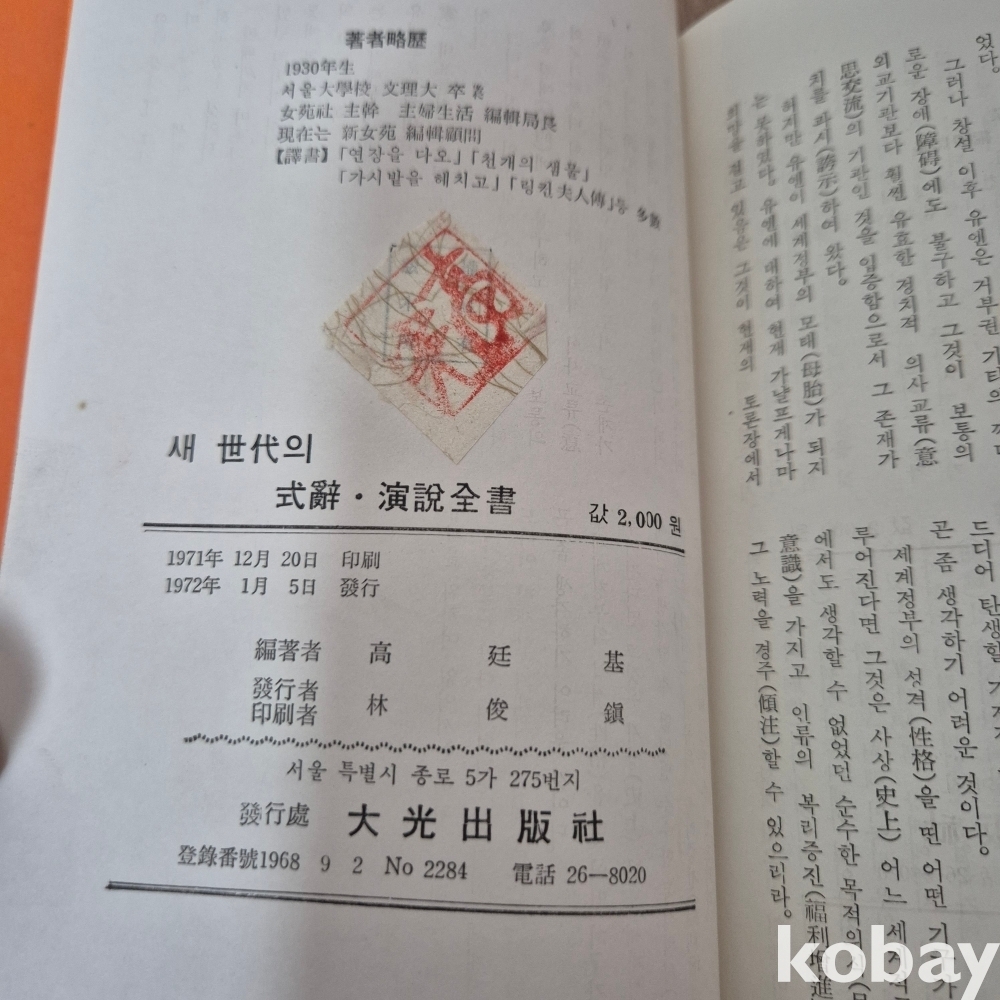 著者略歷
1930年生
서울大學校 文理大 卒業
女苑社 主幹 主婦生活 編輯局長
現在는 新女苑 編輯顧問
【譯書】「연장을 다오」「천개의 샘물」
「가시밭을 헤치고」「링컨夫人傳」등 多數
새 世代의
式辭・演說全書 값 2,000 원
1971年 12月 20日 印刷
1972年 1月 5日 發行
編著者 高廷基
發行者
印刷者 林俊鎭
서울 특별시 종로 5가 275번지
發行處 大光出版社
登錄番號1968 9 2 No 2284 電話 26—8020
었다.
그러나 창설 이후 유엔은 거부권 기타의
로운 장애(障碍)에도 불구하고 그것이 보통의
외교기관보다 훨씬 유효한 정치적 의사교류(意
思交流)의 기관인 것을 입증함으로서 그 존재가
치를 과시(誇示)하여 왔다.
허지만 유엔이 세계정부의 모태(母胎)가 되지
는 못하였다. 유엔에 대하여 현재 가냘프게나마
희망을 걸고 있음은 그것이 현재의 토론장에서
드디어 탄생할
곤 좀 생각하기 어려운 것이다.
세계정부의 성격(性格)을 띤 어떤
루어진다면 그것은 사상(史上) 어느
에서도 생각할 수 없었던 순수한 목적의
意識)을 가지고 인류의 복리증진(福利增進
그 노력을 경주(傾注)할 수 있으리라.
kobay